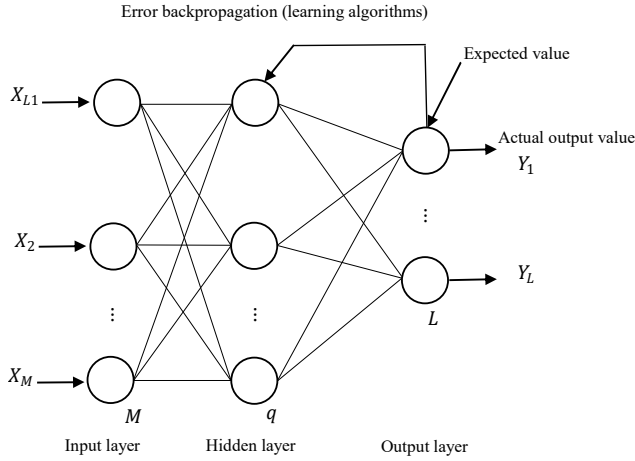 Error backpropagation (learning algorithms)
Expected value
X_{L1}
Actual output value
Y_1
X_2
⋮
Y_L
⋮
⋮
L
X_M
M
q
Input layer
Hidden layer
Output layer